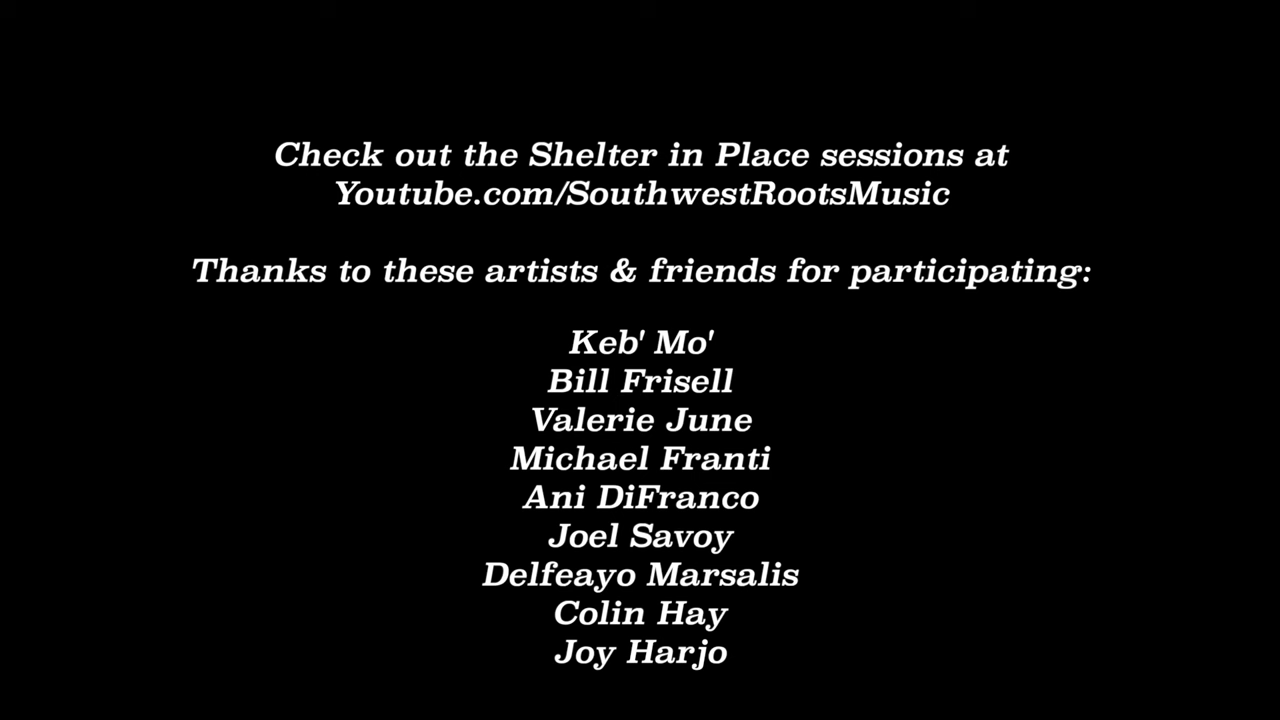 Check out the Shelter in Place sessions at
Youtube.com/SouthwestRootsMusic
Thanks to these artists & friends for participating:
Keb' Mo'
Bill Frisell
Valerie June
Michael Franti
Ani DiFranco
Joel Savoy
Delfeayo Marsalis
Colin Hay
Joy Harjo